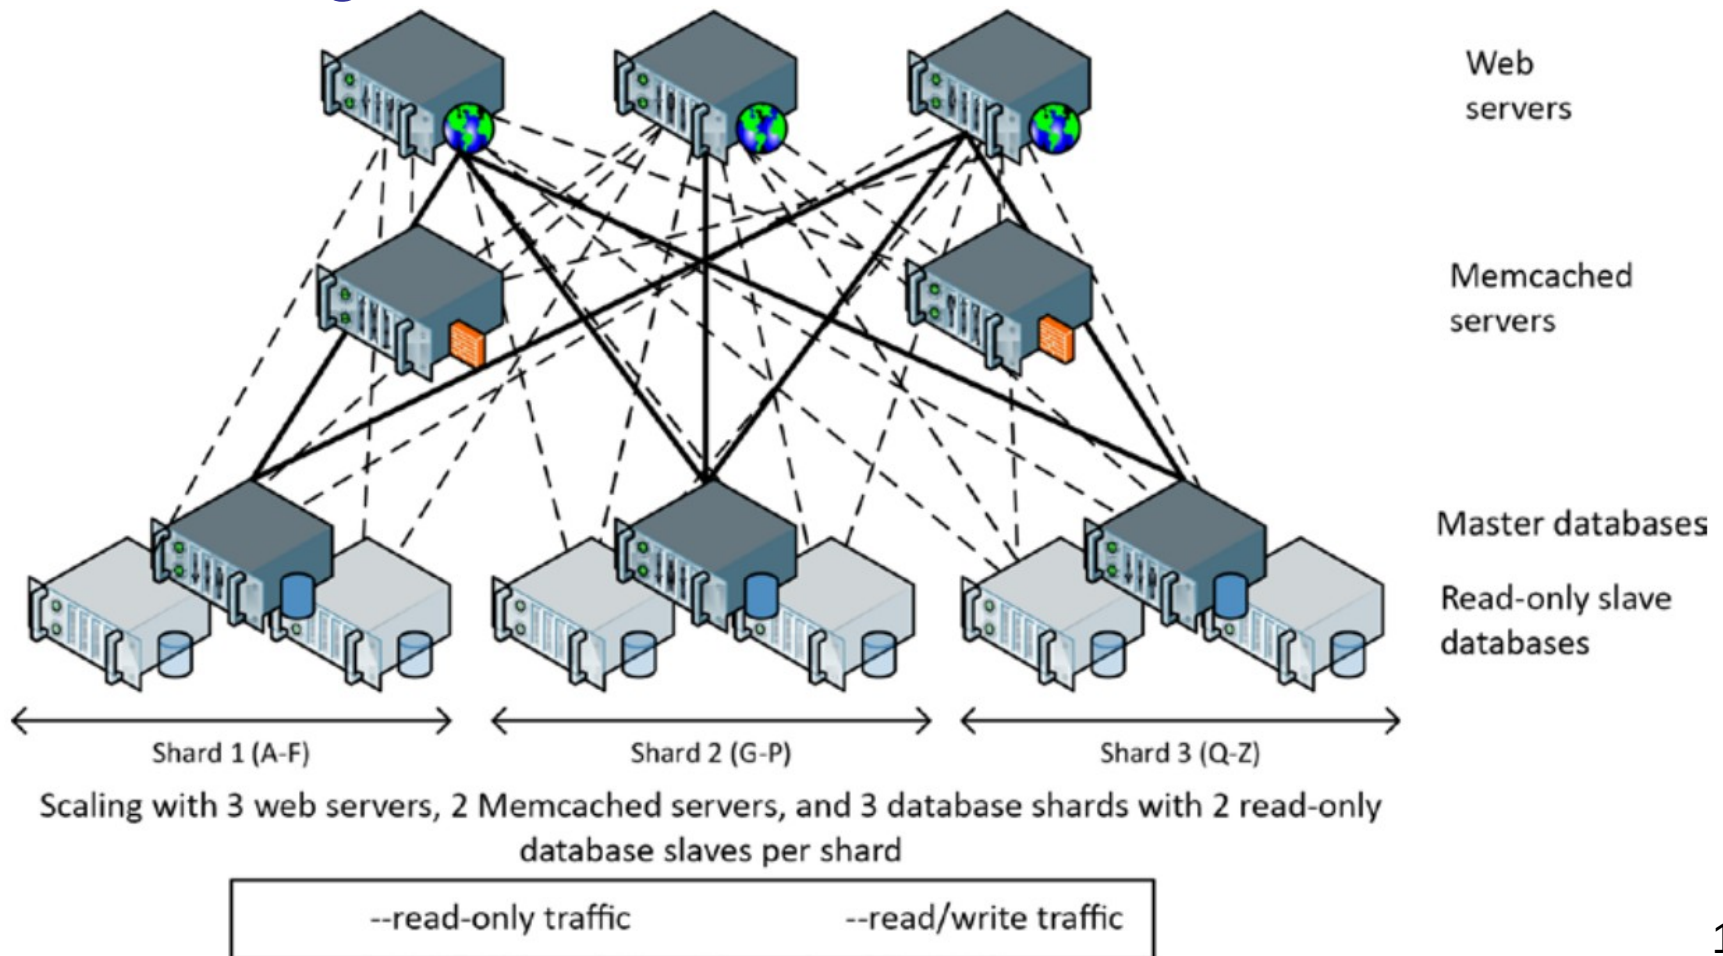 Web
servers
Memcached
servers
Master databases
Read-only slave
databases
Shard 1 (A-F)
Shard 2 (G-P)
Shard 3 (Q-Z)
Scaling with 3 web servers, 2 Memcached servers, and 3 database shards with 2 read-only
database slaves per shard
--read-only traffic
--read/write traffic
1